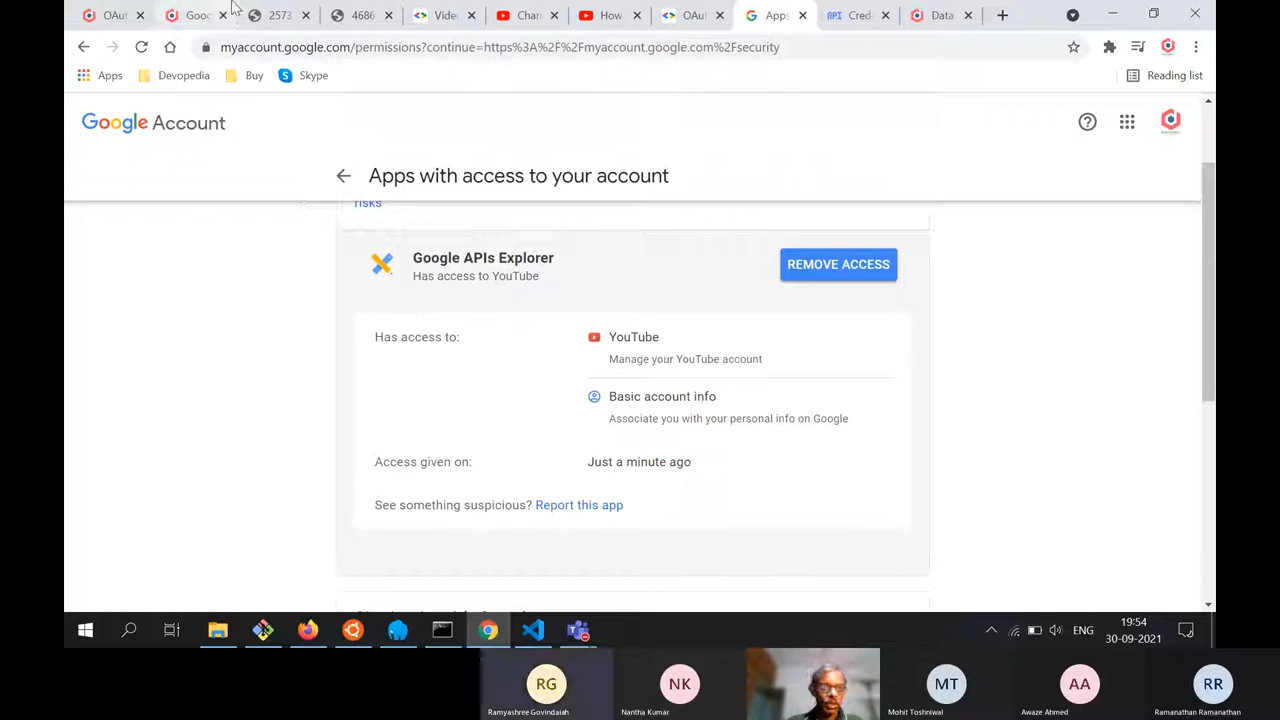 OAut
Gooc
2573
4686
Video
Chan
How
OAut
Apps
API Cred
Data
myaccount.google.com/permissions?continue=https%3A%2F%2Fmyaccount.google.com%2Fsecurity
Apps
Devopedia
Buy
Skype
Reading list
Google Account
Apps with access to your account
risks
Google APIs Explorer
REMOVE ACCESS
Has access to YouTube
Has access to:
YouTube
Manage your YouTube account
Basic account info
Associate you with your personal info on Google
Access given on:
Just a minute ago
See something suspicious? Report this app
ENG
19:54
30-09-2021
RG
NK
MT
AA
RR
Ramyashree Govindaiah
Nantha Kumar
Mohit Toshniwal
Awaze Ahmed
Ramanathan Ramanathan